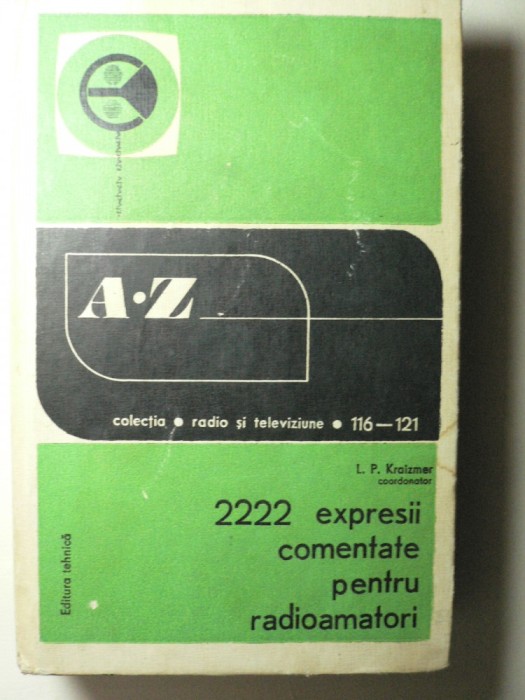 A·Z
colecția • radio și televiziune • 116—121
L. P. Kraizmer
coordonator
2222 expresii
comentate
pentru
radioamatori
Editura tehnică